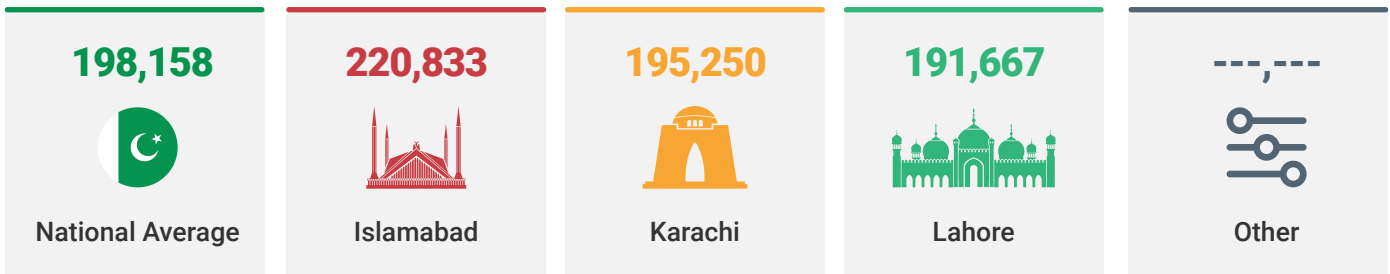 198,158
National Average
220,833
Islamabad
195,250
Karachi
191,667
Lahore
---,---
Other